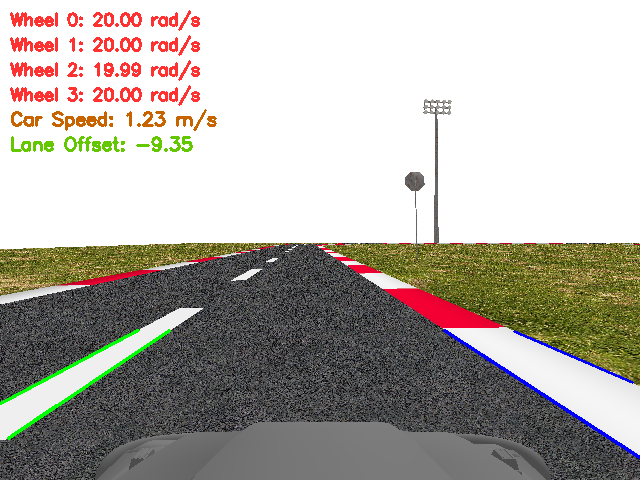 Wheel 0: 20.00 rad/s
Wheel 1: 20.00 rad/s
Wheel 2: 19.99 rad/s
Wheel 3: 20.00 rad/s
Car Speed: 1.23 m/s
Lane Offset: -9.35